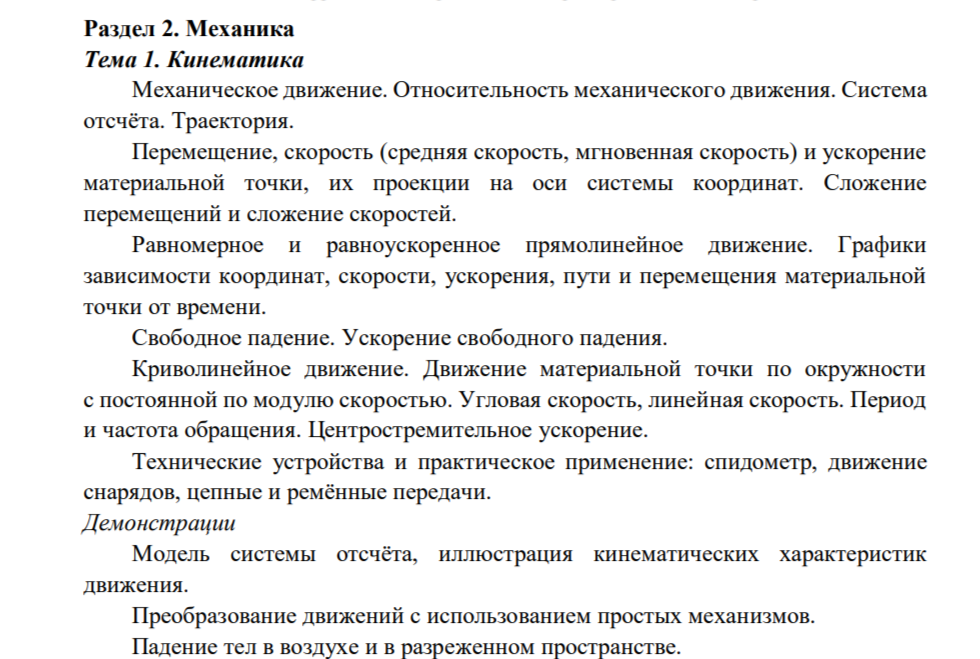 Раздел 2. Механика
Тема 1. Кинематика
Механическое движение. Относительность механического движения. Система
отсчёта. Траектория.
Перемещение, скорость (средняя скорость, мгновенная скорость) и ускорение
материальной точки, их проекции на оси системы координат. Сложение
перемещений и сложение скоростей.
Равномерное и равноускоренное прямолинейное движение. Графики
зависимости координат, скорости, ускорения, пути и перемещения материальной
точки от времени.
Свободное падение. Ускорение свободного падения.
Криволинейное движение. Движение материальной точки по окружности
с постоянной по модулю скоростью. Угловая скорость, линейная скорость. Период
и частота обращения. Центростремительное ускорение.
Технические устройства и практическое применение: спидометр, движение
снарядов, цепные и ремённые передачи.
Демонстрации
Модель системы отсчёта, иллюстрация кинематических характеристик
движения.
Преобразование движений с использованием простых механизмов.
Падение тел в воздухе и в разреженном пространстве.